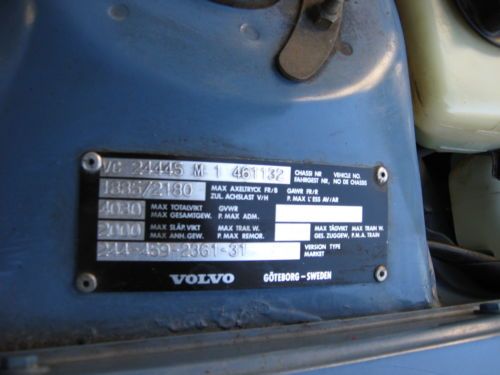 VC 24445 M 1 461132 CHASSI NR VEHICLE NO.
FAHRGEST NR. NO DE CHASSIS
1885/2180 MAX AXELTRYCK FR/B GAWR FR/R
ZUL. ACHSLAST V/H P. MAX L'ESS AV/AR
4030 MAX TOTALVIKT GVWR
MAX GESAMTGEW. P. MAX ADM.
2000 MAX SLÄP.VIKT MAX TRAIL.W MAX TÅGVIKT MAX TRAIN W.
MAX ANH. GEW. P. MAX REMOR. GES. ZUGGEW, P.M.A. TRAIN
244-459-2361-31 VERSION TYPE
MARKET
VOLVO GÖTEBORG–SWEDEN